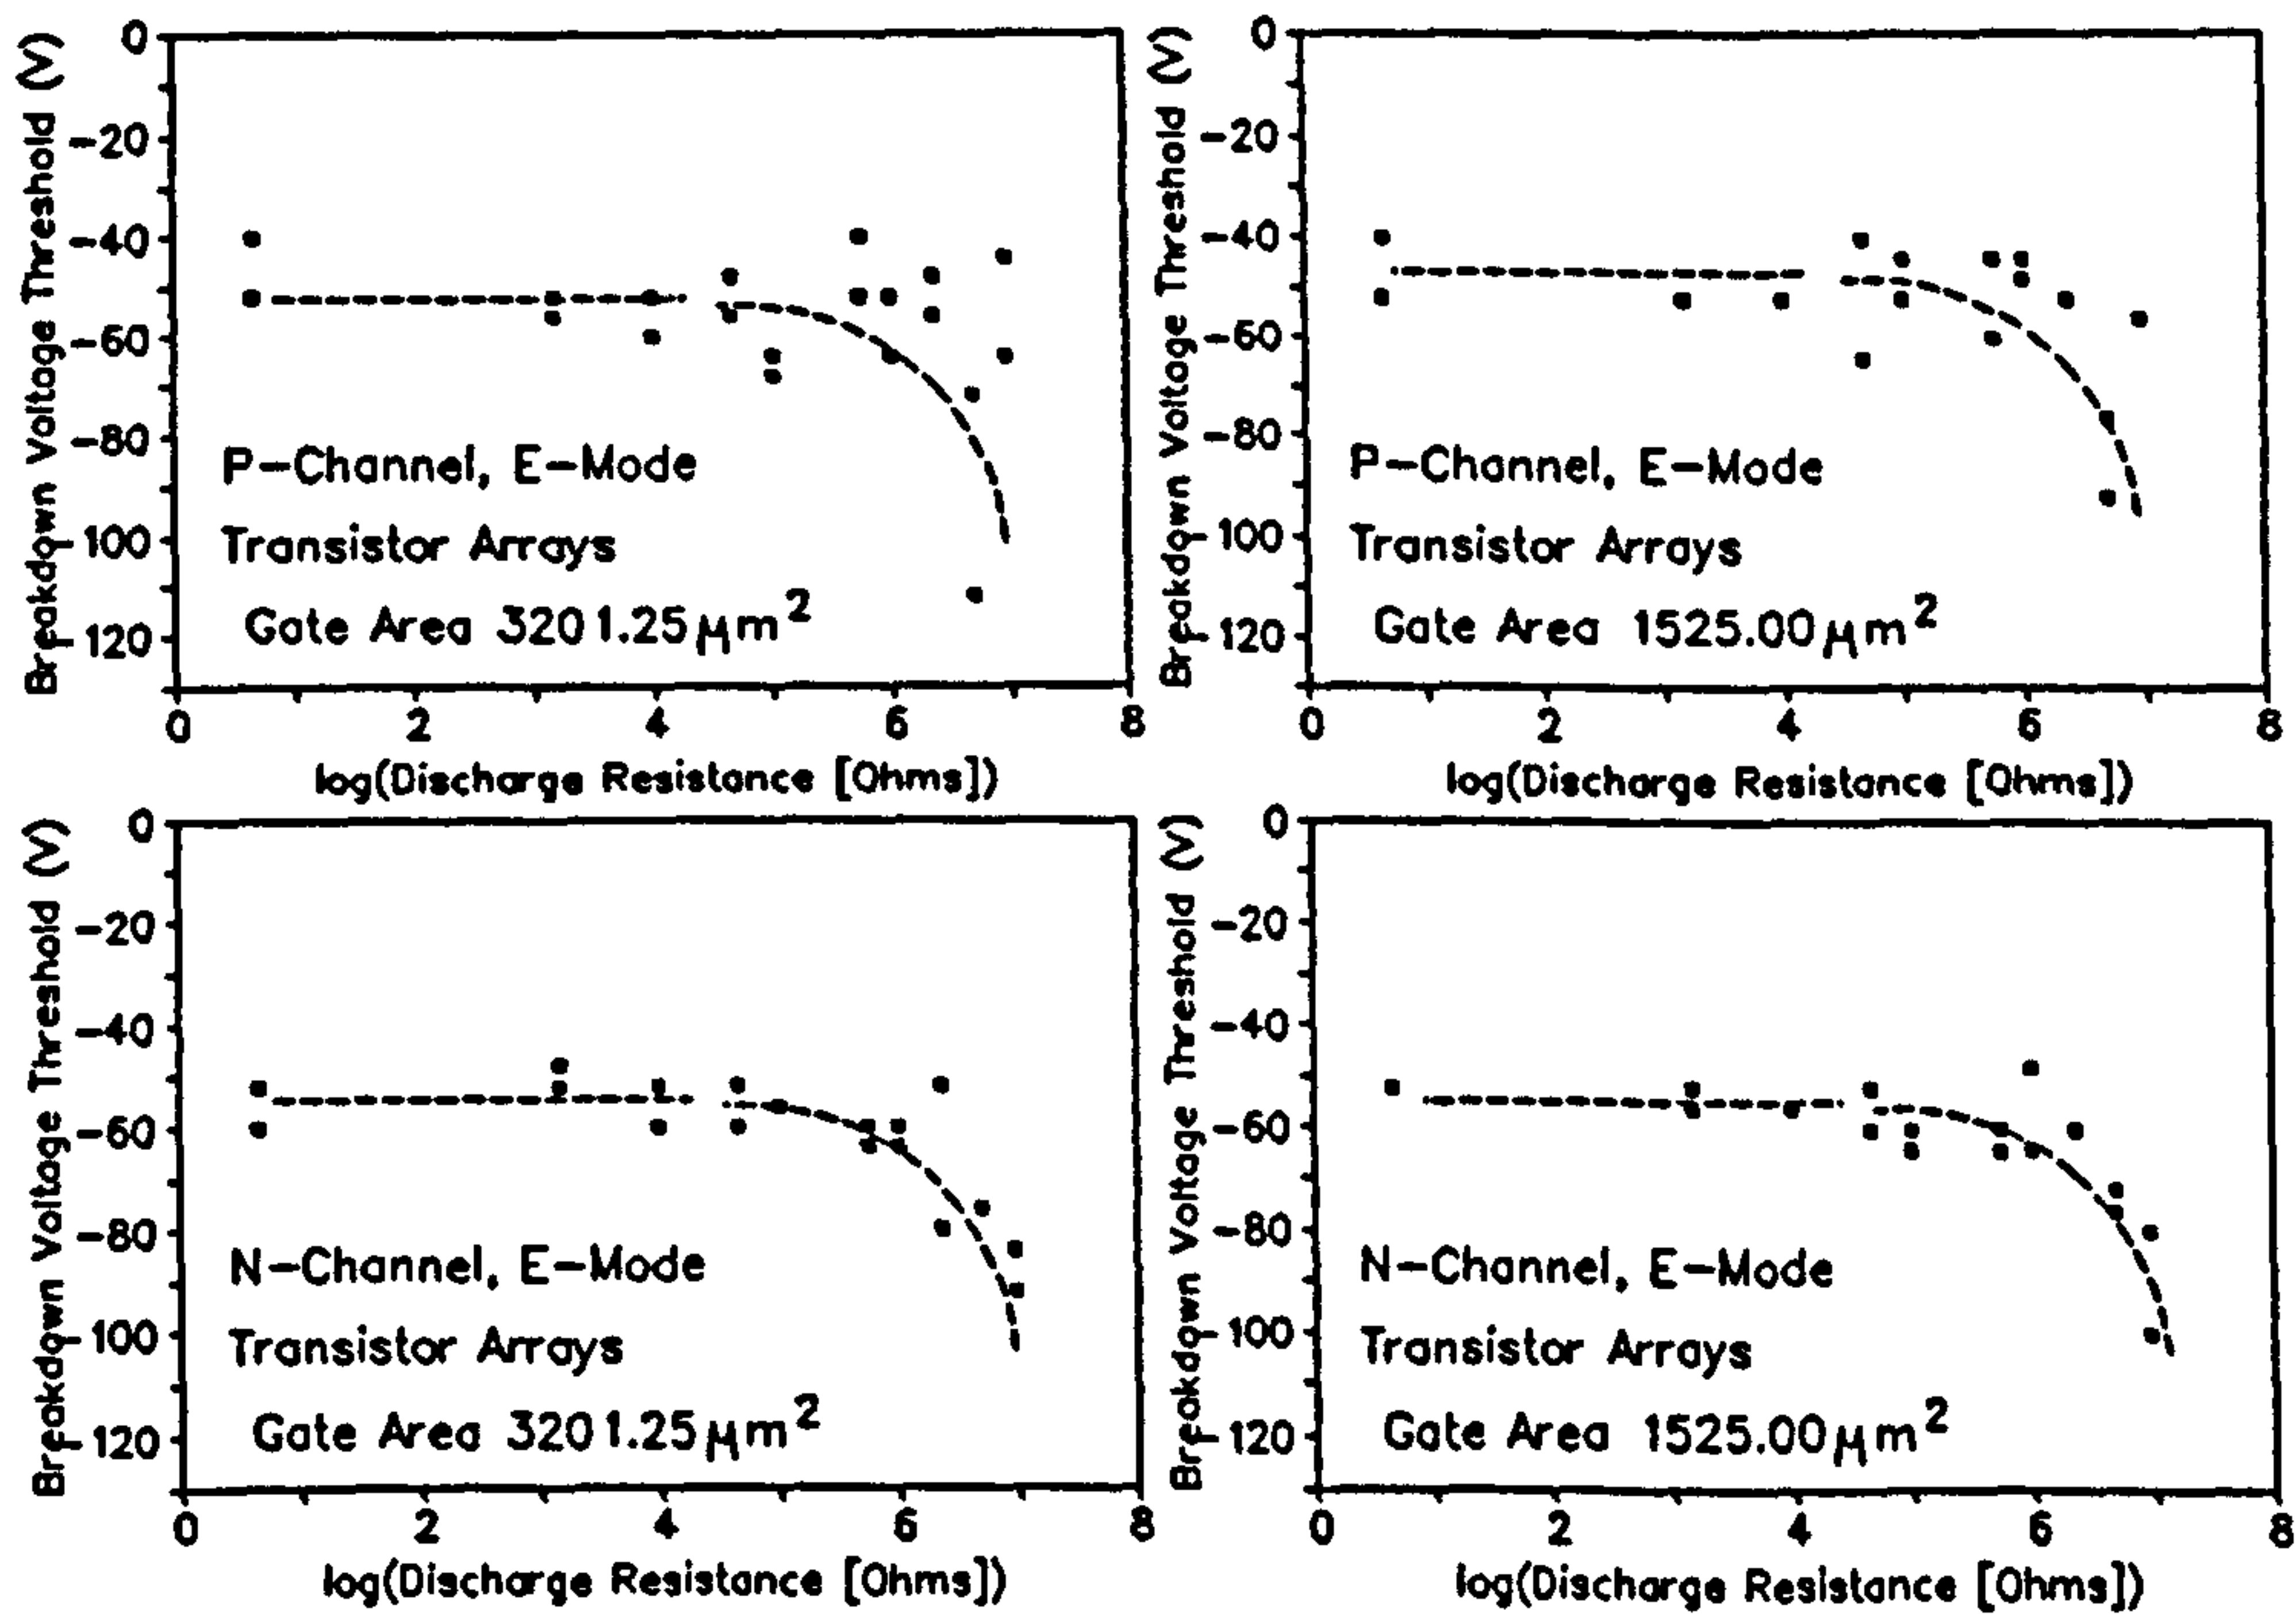 Breakdown Voltage Threshold (V)
0
-20
-40
-60
-80
-100
-120
P-Channel, E-Mode
Transistor Arrays
Gate Area 3201.25μm²
0 2 4 6 8
log(Discharge Resistance [Ohms])
Breakdown Voltage Threshold (V)
0
-20
-40
-60
-80
-100
-120
P-Channel, E-Mode
Transistor Arrays
Gate Area 1525.00μm²
0 2 4 6 8
log(Discharge Resistance [Ohms])
Breakdown Voltage Threshold (V)
0
-20
-40
-60
-80
-100
-120
N-Channel, E-Mode
Transistor Arrays
Gate Area 3201.25μm²
0 2 4 6 8
log(Discharge Resistance [Ohms])
Breakdown Voltage Threshold (V)
0
-20
-40
-60
-80
-100
-120
N-Channel, E-Mode
Transistor Arrays
Gate Area 1525.00μm²
0 2 4 6 8
log(Discharge Resistance [Ohms])